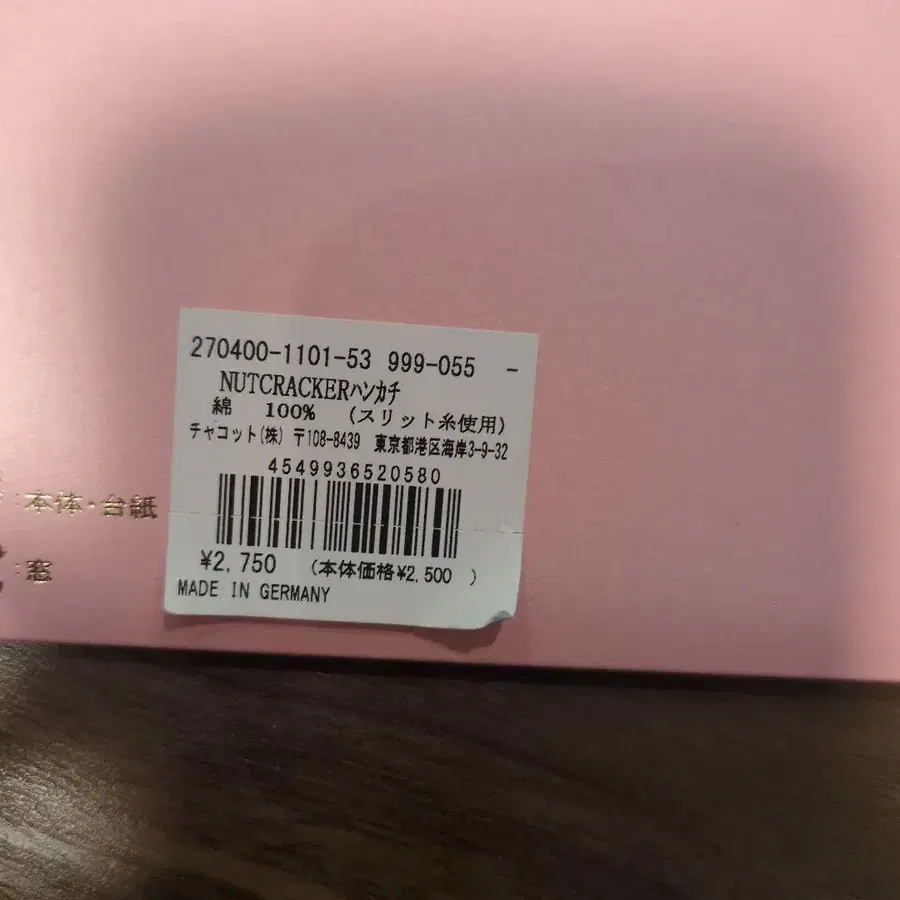 270400-1101-53 999-055 -
NUTCRACKERハンカチ
綿 100% (スリット糸使用)
チャコット(株) 〒108-8439 東京都港区海岸3-9-32
4549936520580
¥2,750 (本体価格¥2,500 )
MADE IN GERMANY
:本体・台紙
:窓